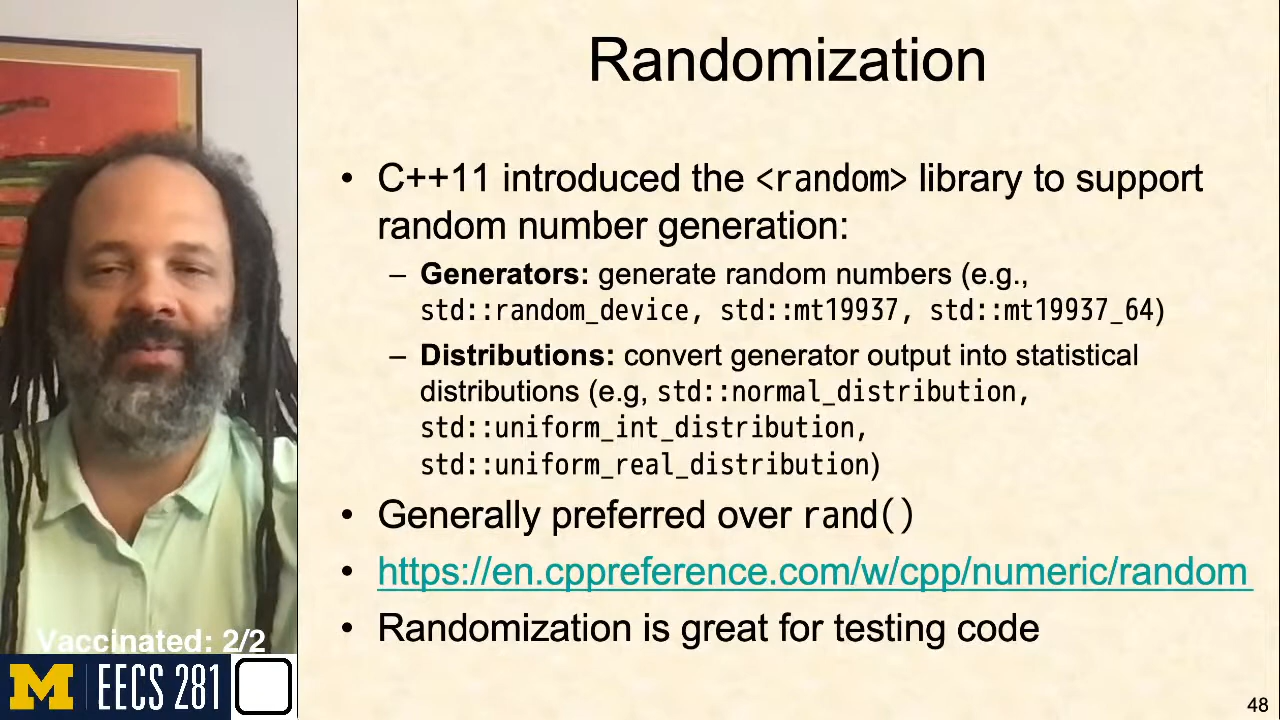 Randomization
• C++11 introduced the <random> library to support
random number generation:
– Generators: generate random numbers (e.g.,
std::random_device, std::mt19937, std::mt19937_64)
– Distributions: convert generator output into statistical
distributions (e.g, std::normal_distribution,
std::uniform_int_distribution,
std::uniform_real_distribution)
• Generally preferred over rand()
• https://en.cppreference.com/w/cpp/numeric/random
• Randomization is great for testing code
48
Vaccinated: 2/2
M EECS 281